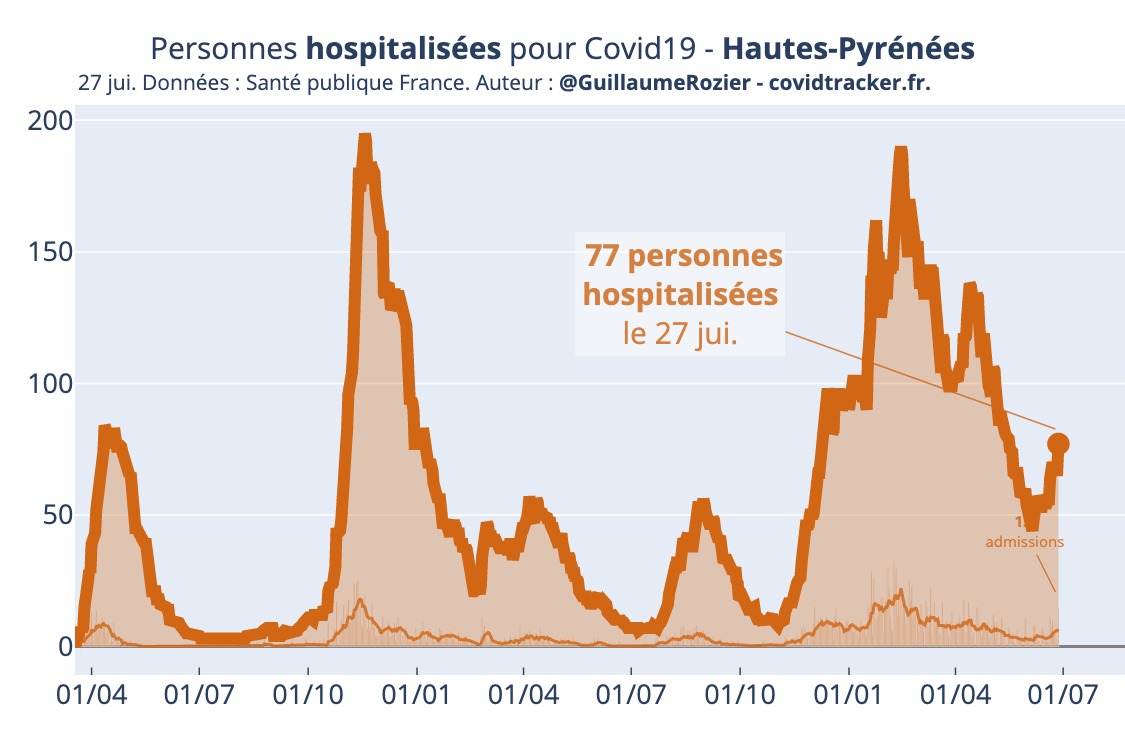 Personnes hospitalisées pour Covid19 - Hautes-Pyrénées
27 jui. Données : Santé publique France. Auteur : @GuillaumeRozier - covidtracker.fr.
200
150
100
50
0
77 personnes
hospitalisées
le 27 jui.
admissions
01/04 01/07 01/10 01/01 01/04 01/07 01/10 01/01 01/04 01/07